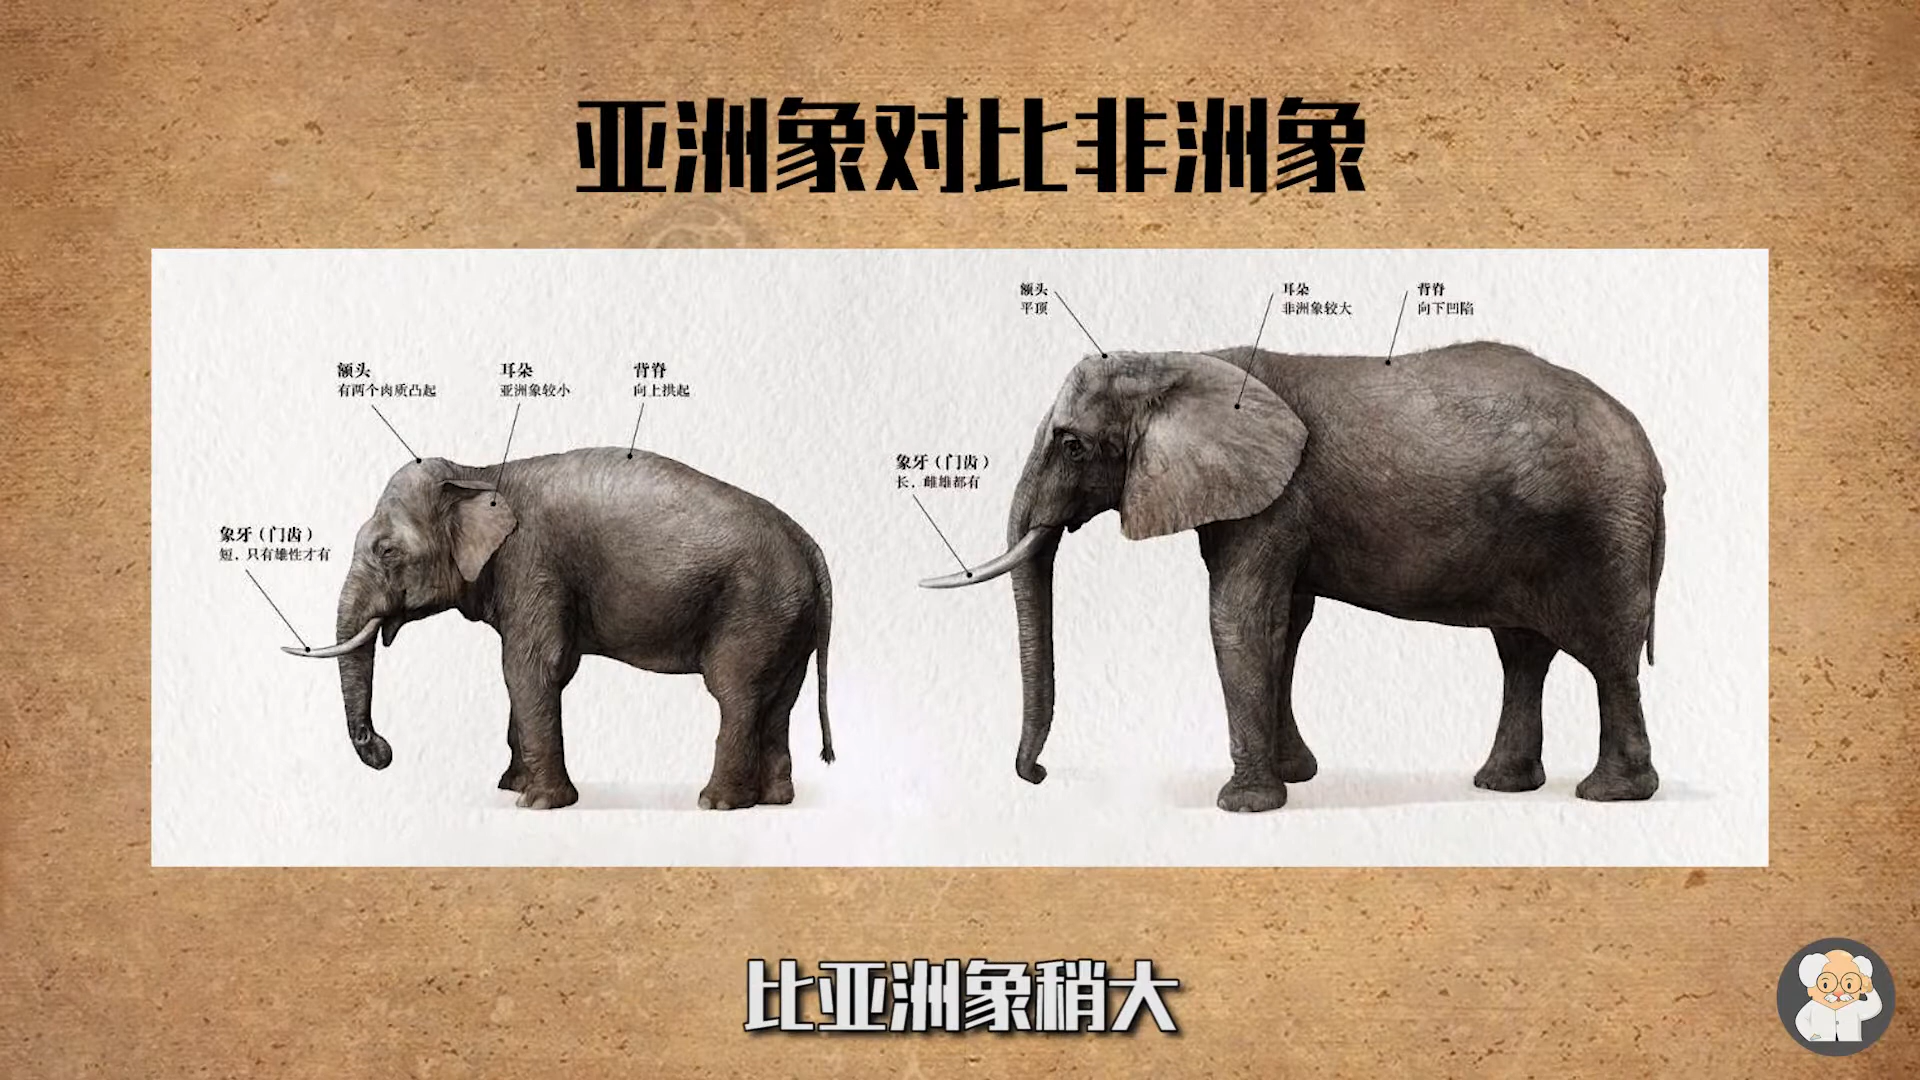 亚洲象对比非洲象
额头
有两个肉质凸起
耳朵
亚洲象较小
背脊
向上拱起
象牙（门齿）
短，只有雄性才有
额头
平顶
耳朵
非洲象较大
背脊
向下凹陷
象牙（门齿）
长，雌雄都有
比亚洲象稍大